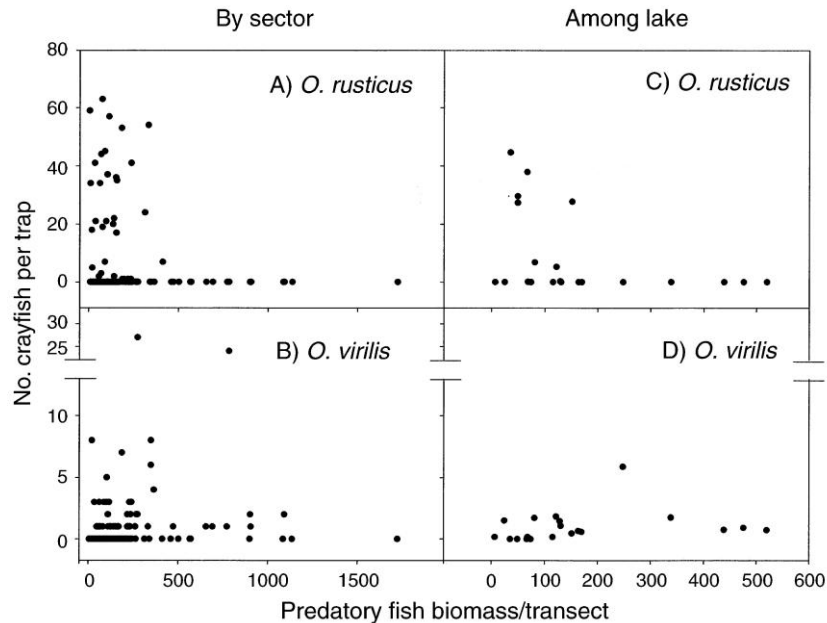 By sector
Among lake
80
60
40
20
0
A) O. rusticus
C) O. rusticus
No. crayfish per trap
30
25
10
5
0
B) O. virilis
D) O. virilis
0 500 1000 1500
0 100 200 300 400 500 600
Predatory fish biomass/transect